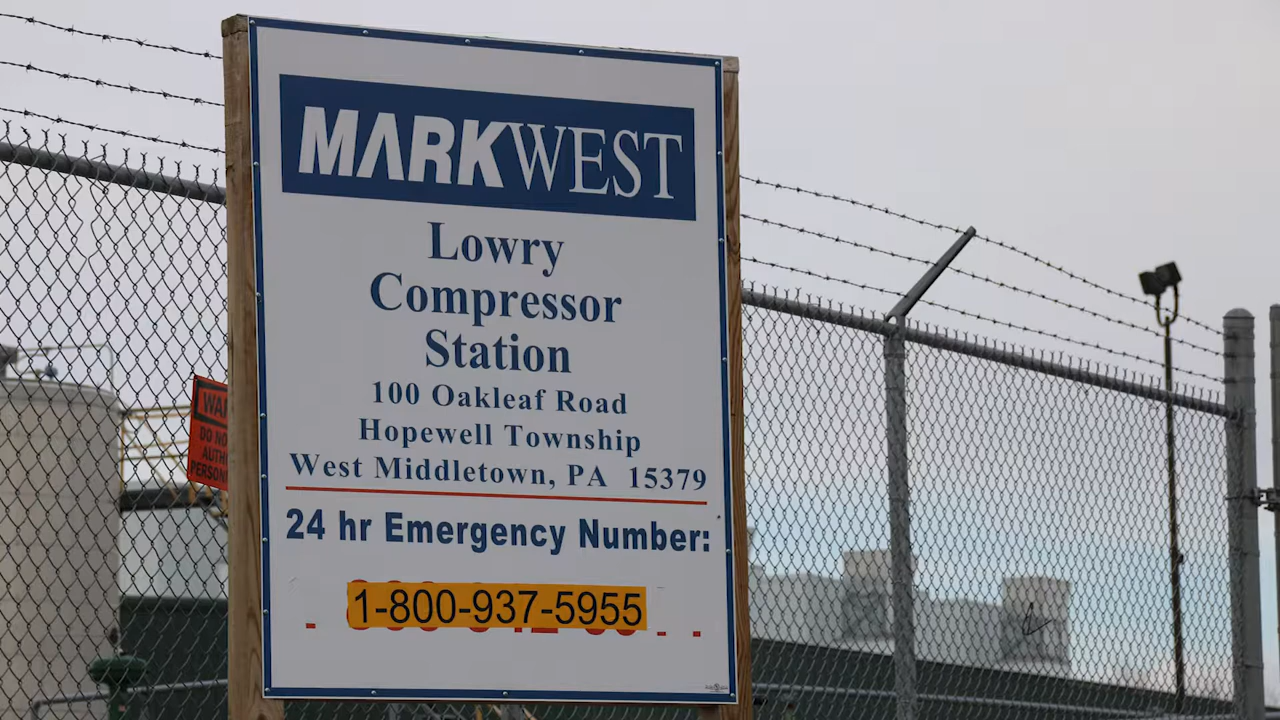 MARKWEST
Lowry
Compressor
Station
100 Oakleaf Road
Hopewell Township
West Middletown, PA 15379
24 hr Emergency Number:
1-800-937-5955